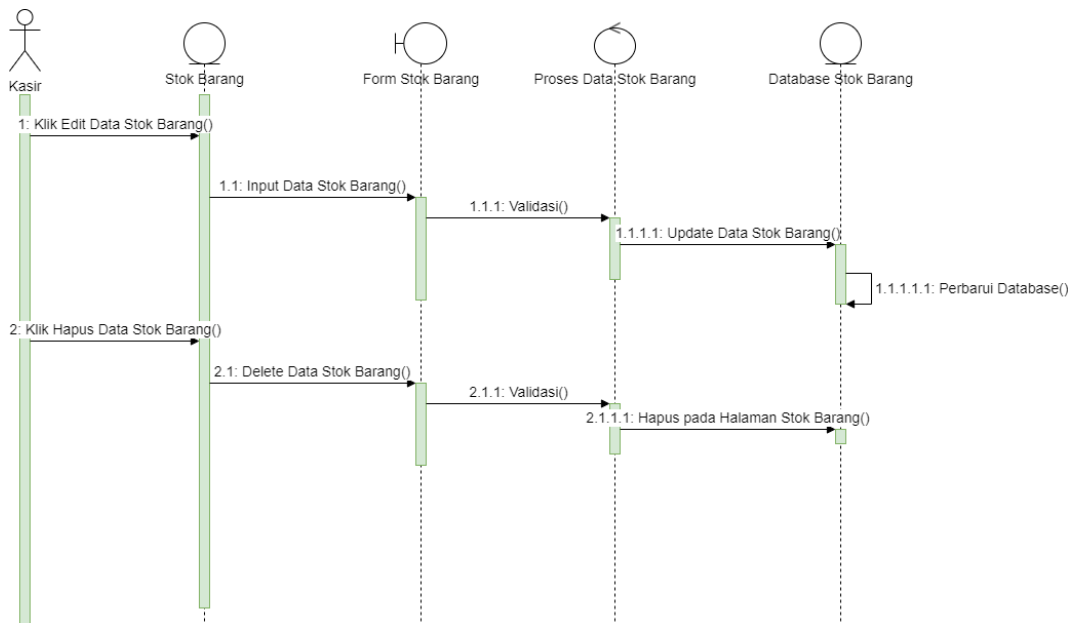 Kasir
Stok Barang
Form Stok Barang
Proses Data Stok Barang
Database Stok Barang
1: Klik Edit Data Stok Barang()
1.1: Input Data Stok Barang()
1.1.1: Validasi()
1.1.1.1: Update Data Stok Barang()
1.1.1.1.1: Perbarui Database()
2: Klik Hapus Data Stok Barang()
2.1: Delete Data Stok Barang()
2.1.1: Validasi()
2.1.1.1: Hapus pada Halaman Stok Barang()